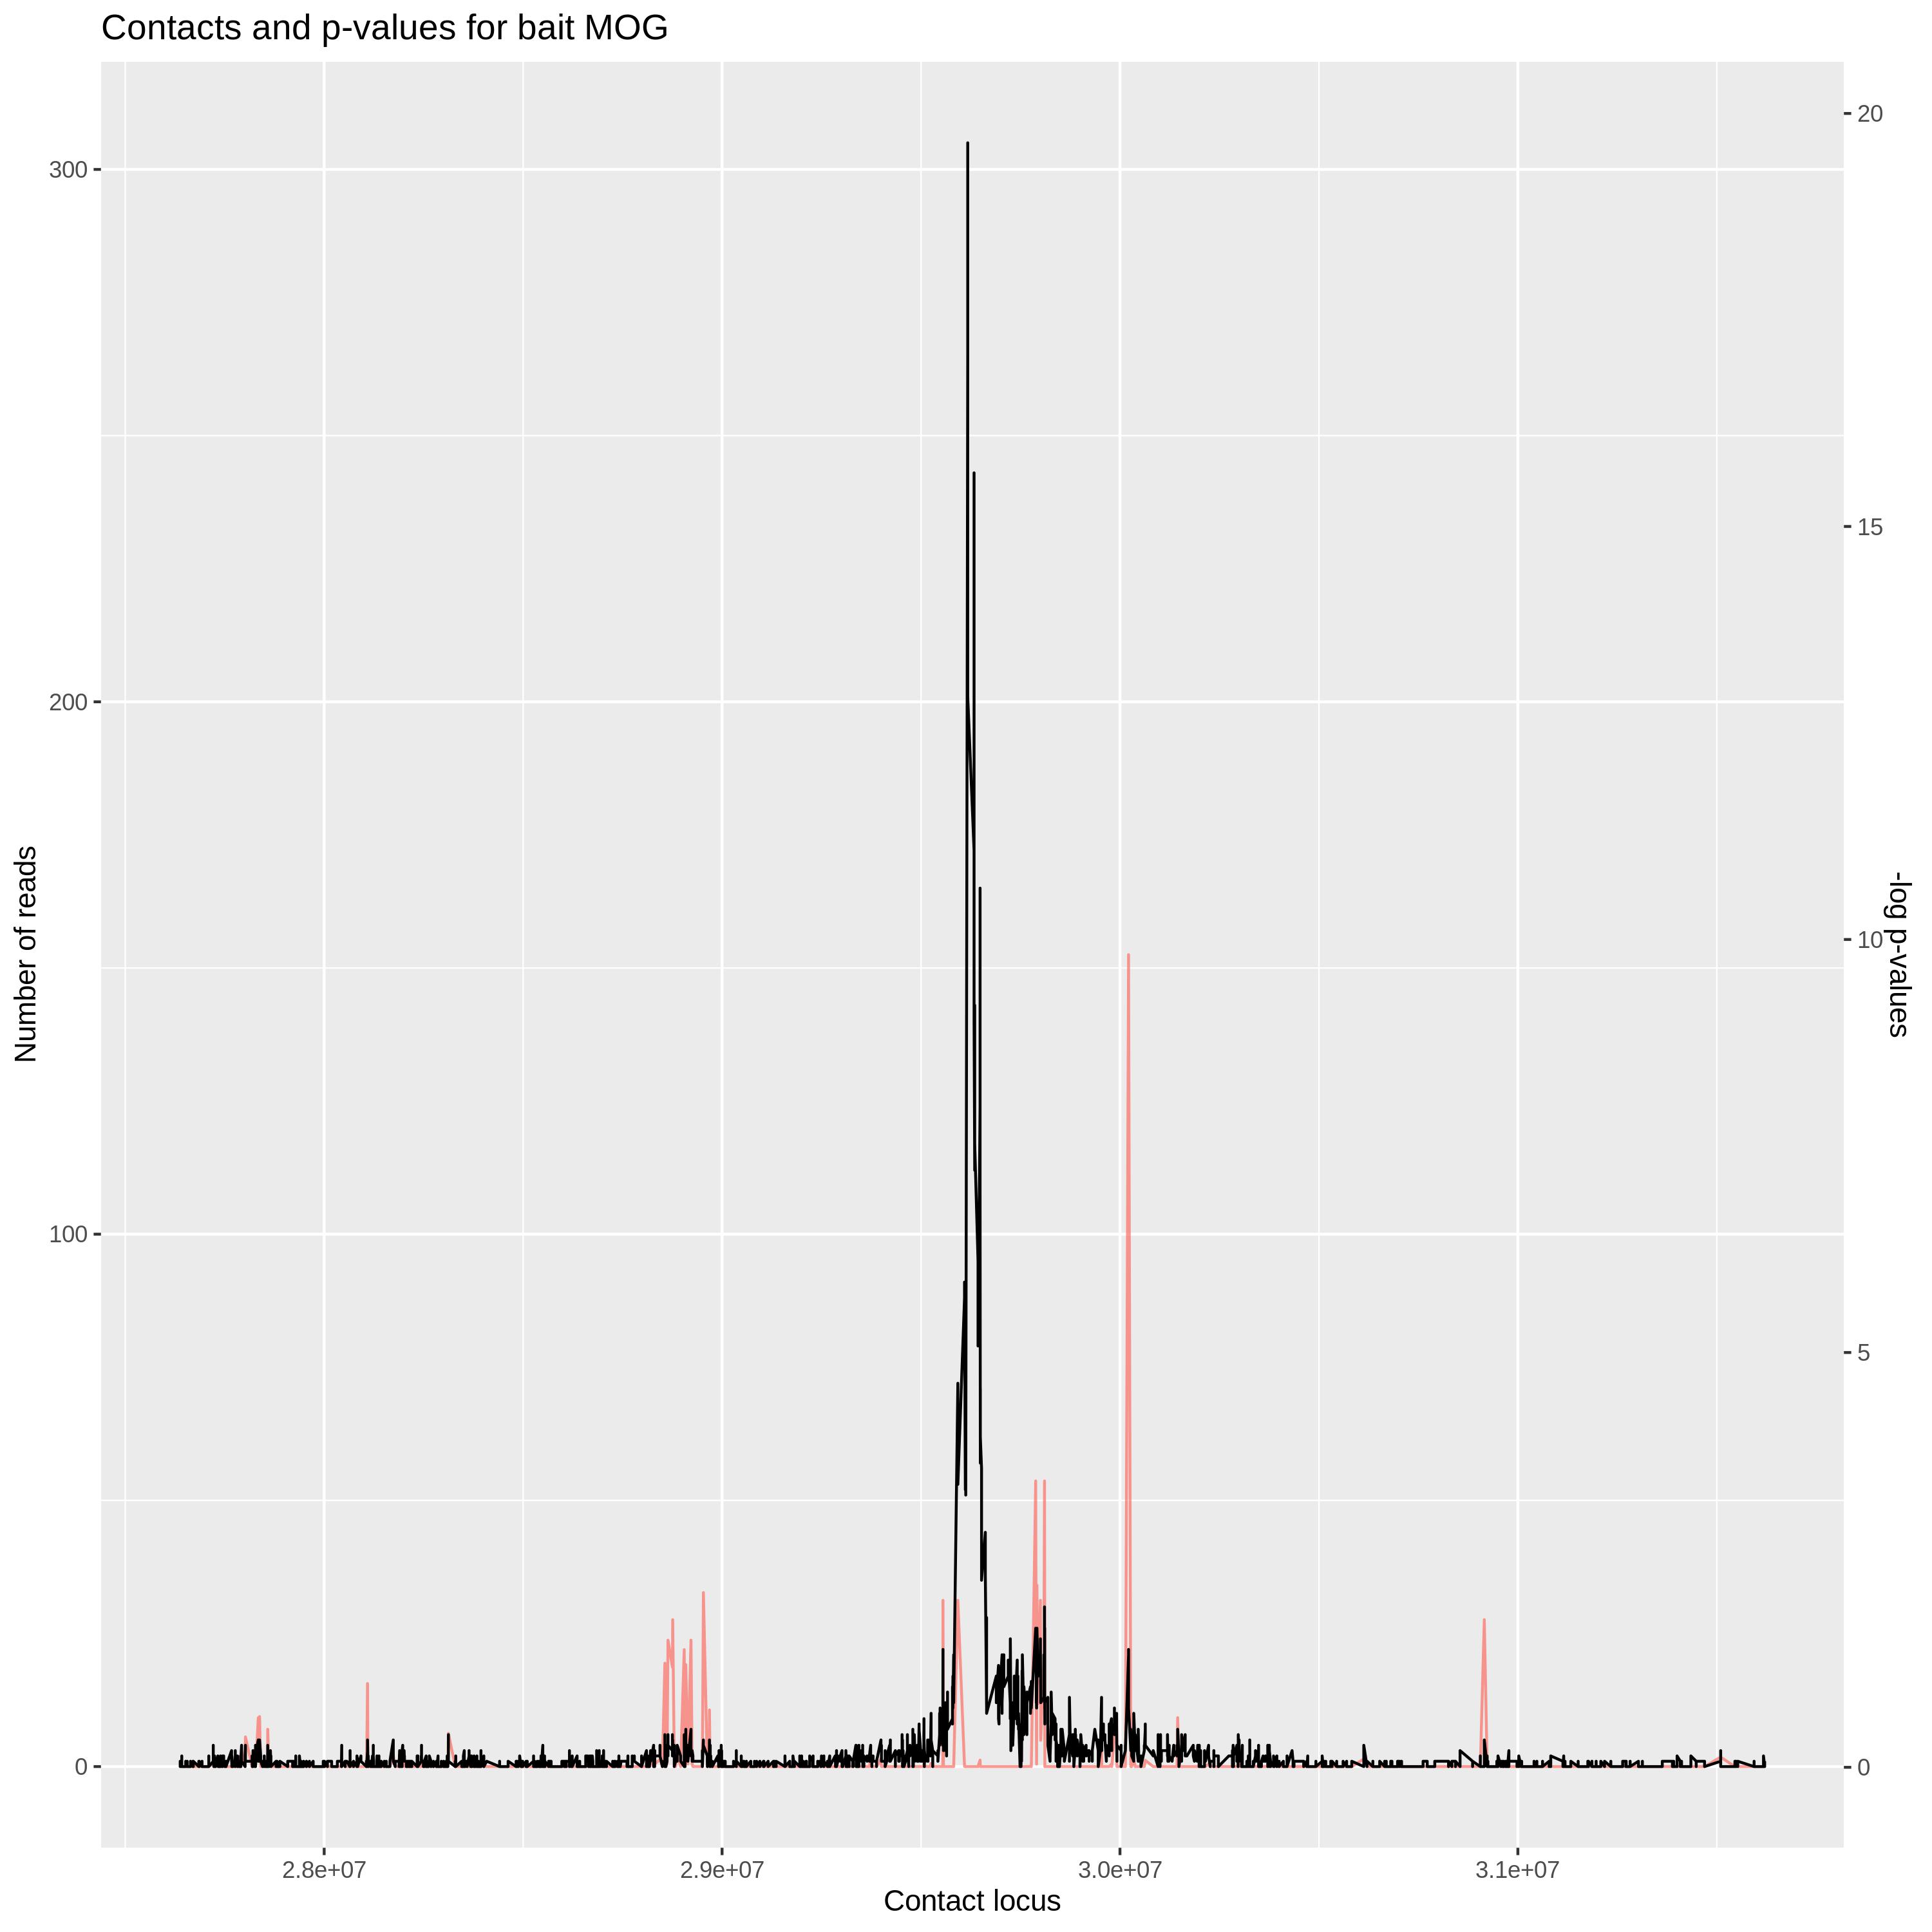 Contacts and p-values for bait MOG
300
200
100
0
Number of reads
20
15
10
5
0
-log p-values
2.8e+07
2.9e+07
3.0e+07
3.1e+07
Contact locus